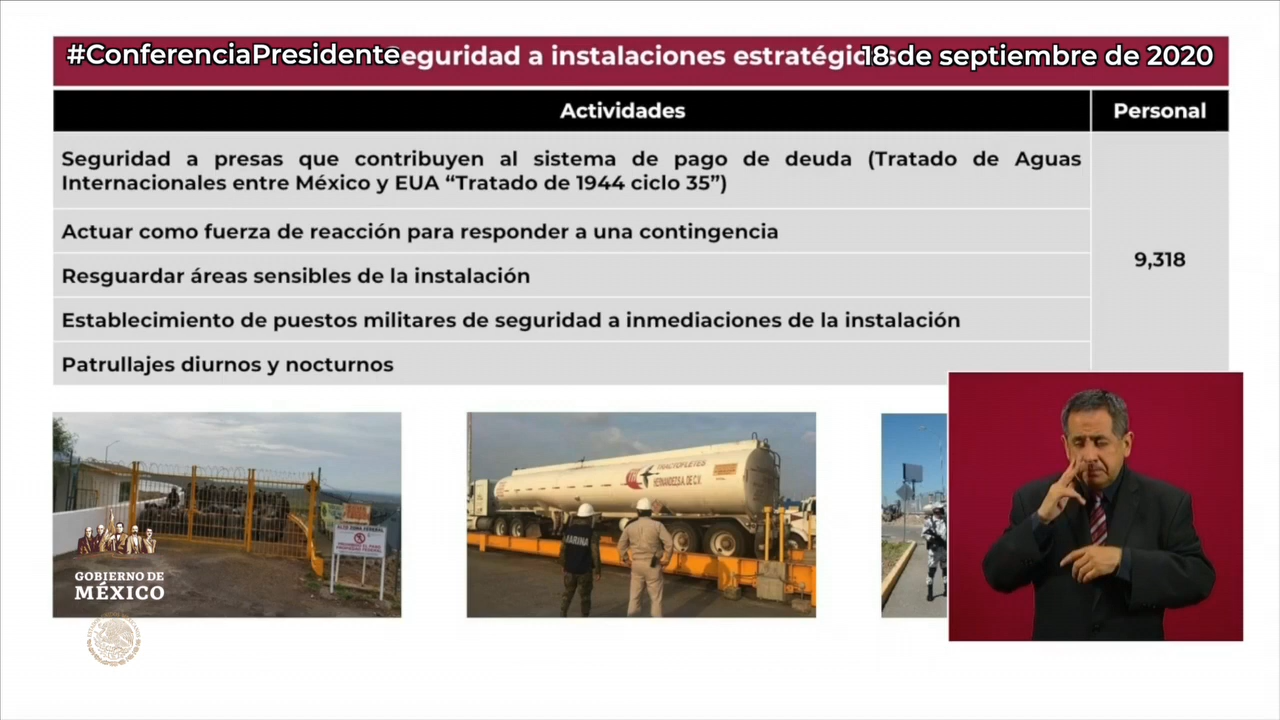 #ConferenciaPresidente
eguridad a instalaciones estratégic
18 de septiembre de 2020
Actividades
Personal
Seguridad a presas que contribuyen al sistema de pago de deuda (Tratado de Aguas
Internacionales entre México y EUA “Tratado de 1944 ciclo 35”)
Actuar como fuerza de reacción para responder a una contingencia
9,318
Resguardar áreas sensibles de la instalación
Establecimiento de puestos militares de seguridad a inmediaciones de la instalación
Patrullajes diurnos y nocturnos
HERNANDEZ S.A. DE C.V.
MARINA
ALTO ZONA FEDERAL
GOBIERNO DE
MÉXICO